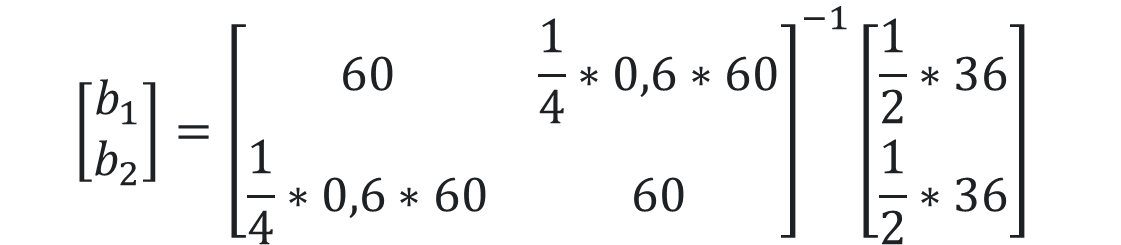 [b₁ b₂] = [60 1/4 * 0,6 * 60 1/4 * 0,6 * 60 60]⁻¹ [1/2 * 36 1/2 * 36]